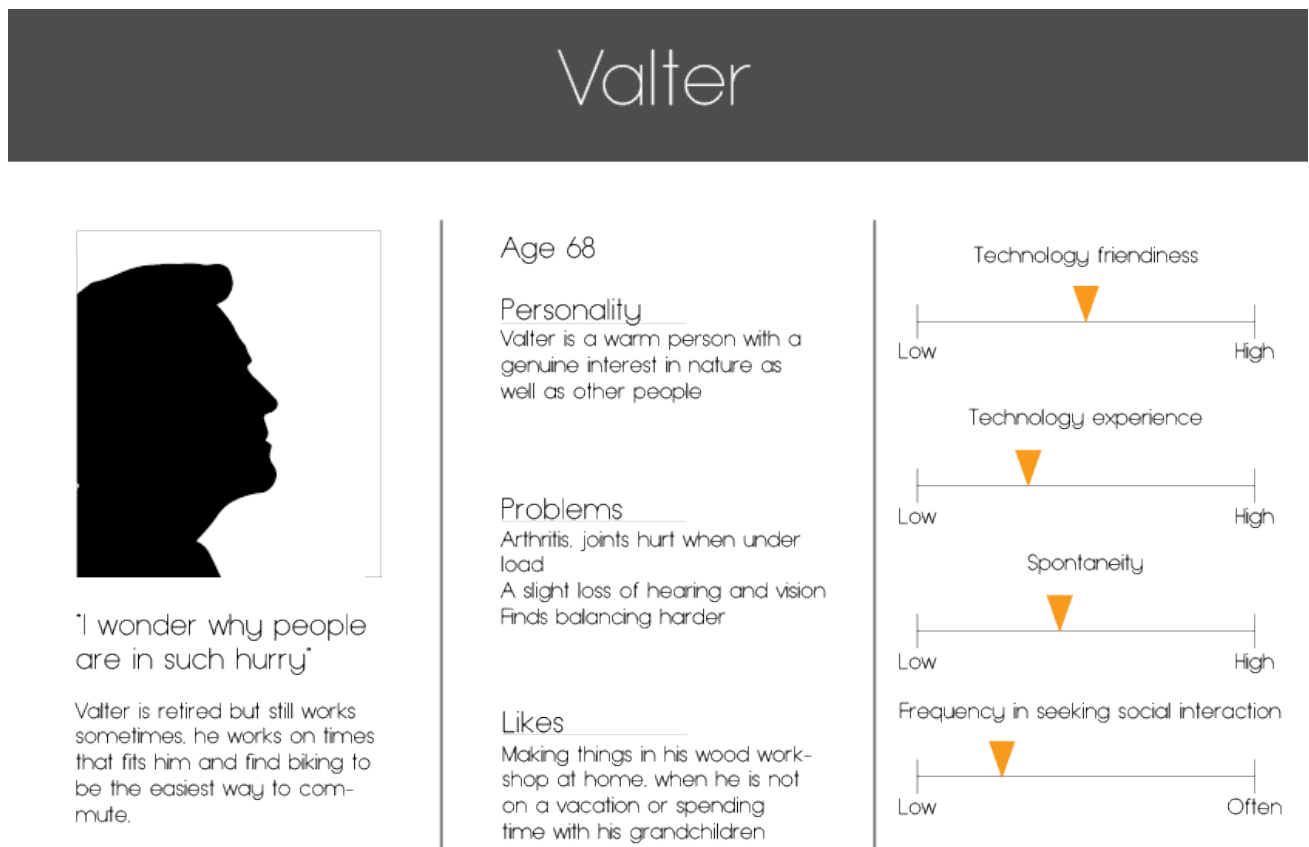 Valter
"I wonder why people
are in such hurry"
Valter is retired but still works
sometimes, he works on times
that fits him and find biking to
be the easiest way to com-
mute,
Age 68
Personality
Valter is a warm person with a
genuine interest in nature as
well as other people
Problems
Arthritis, joints hurt when under
load
A slight loss of hearing and vision
Finds balancing harder
Likes
Making things in his wood work-
shop at home, when he is not
on a vacation or spending
time with his grandchildren
Technology friendiness
Low High
Technology experience
Low High
Spontaneity
Low High
Frequency in seeking social interaction
Low Often